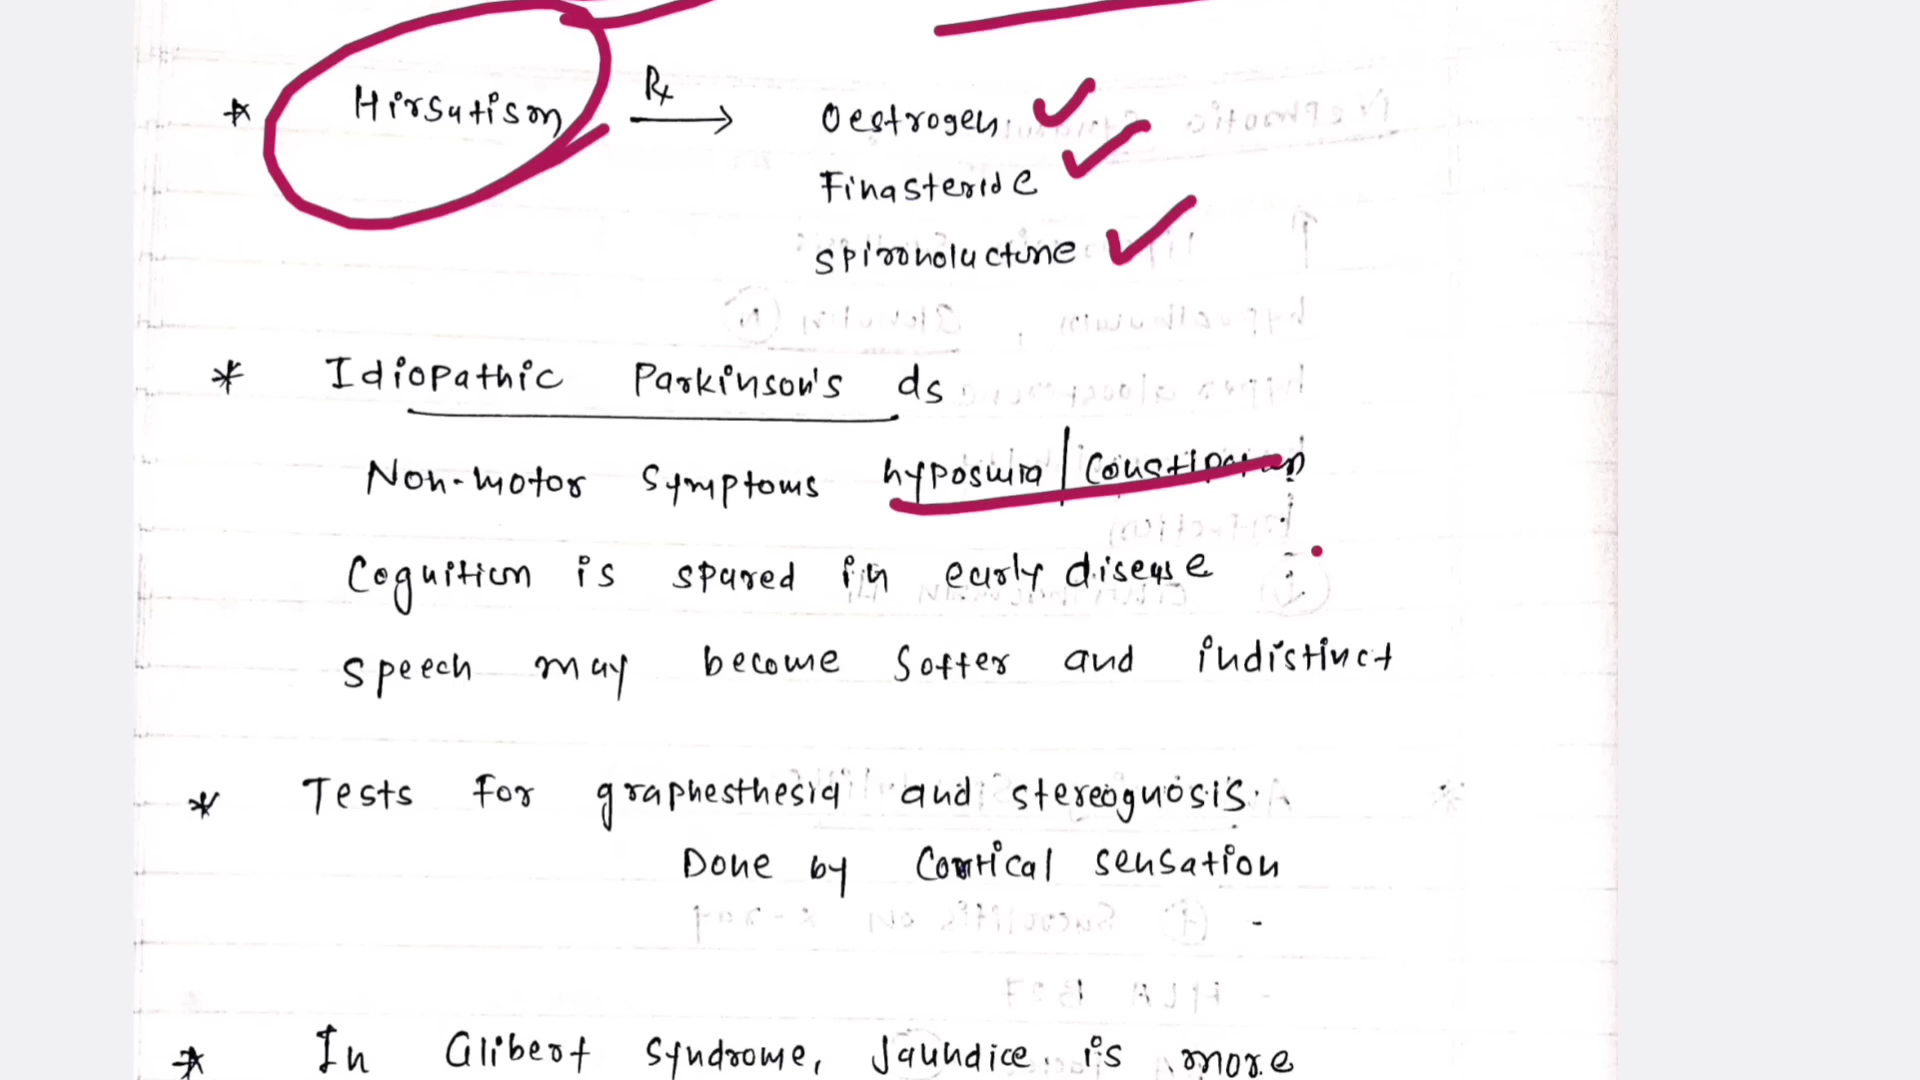 * Hirsutism Rx → Oestrogen
Finasteride
Spironoluctone
* Idiopathic Parkinson's ds
Non-motor Symptoms hyposmia / Constipation
Cognition is spared in early disease
Speech may become Softer and indistinct
* Tests for graphesthesia and stereognosis.
Done by Cortical sensation
* In Gilbert Syndrome, Jaundice is more